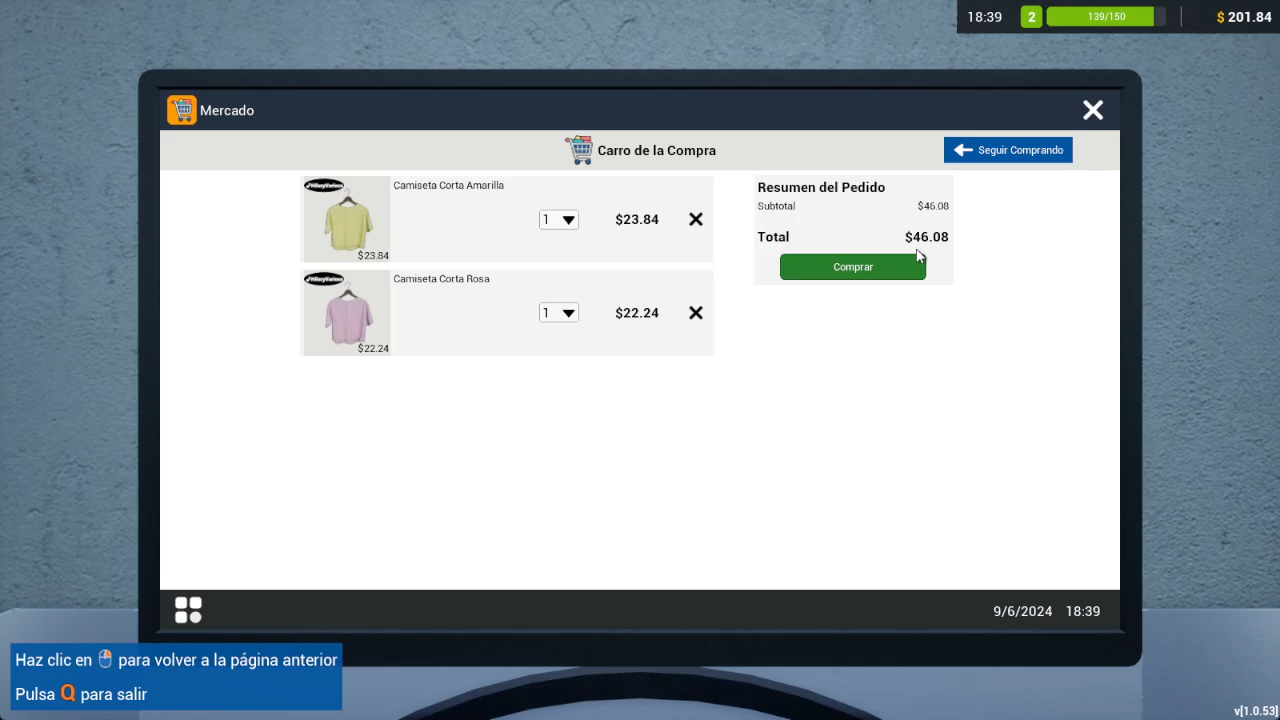 18:39 2 139/150 $ 201.84
Mercado
Carro de la Compra
Seguir Comprando
Camiseta Corta Amarilla
1 $23.84
$23.84
Camiseta Corta Rosa
1 $22.24
$22.24
Resumen del Pedido
Subtotal $46.08
Total $46.08
Comprar
9/6/2024 18:39
Haz clic en para volver a la página anterior
Pulsa Q para salir
v[1.0.53]